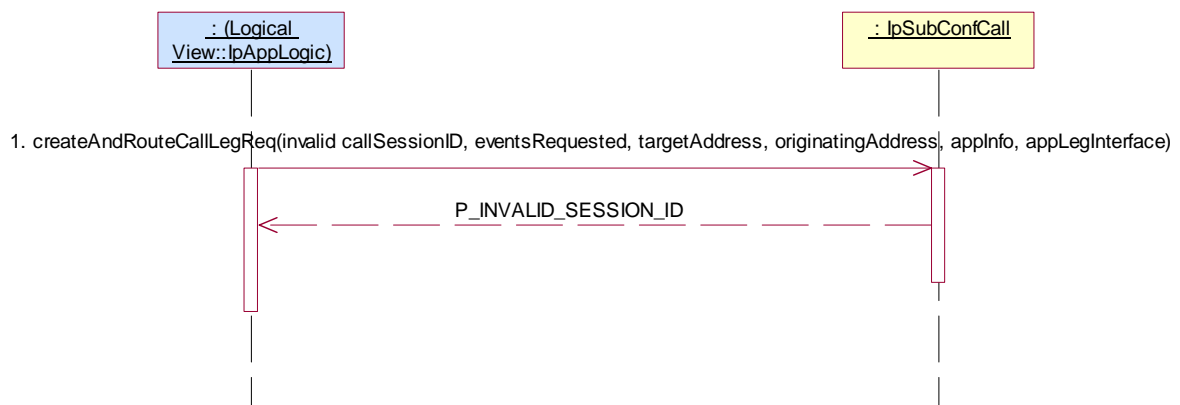 : (Logical
View::IpAppLogic)
: IpSubConfCall
1. createAndRouteCallLegReq(invalid callSessionID, eventsRequested, targetAddress, originatingAddress, appInfo, appLegInterface)
P_INVALID_SESSION_ID